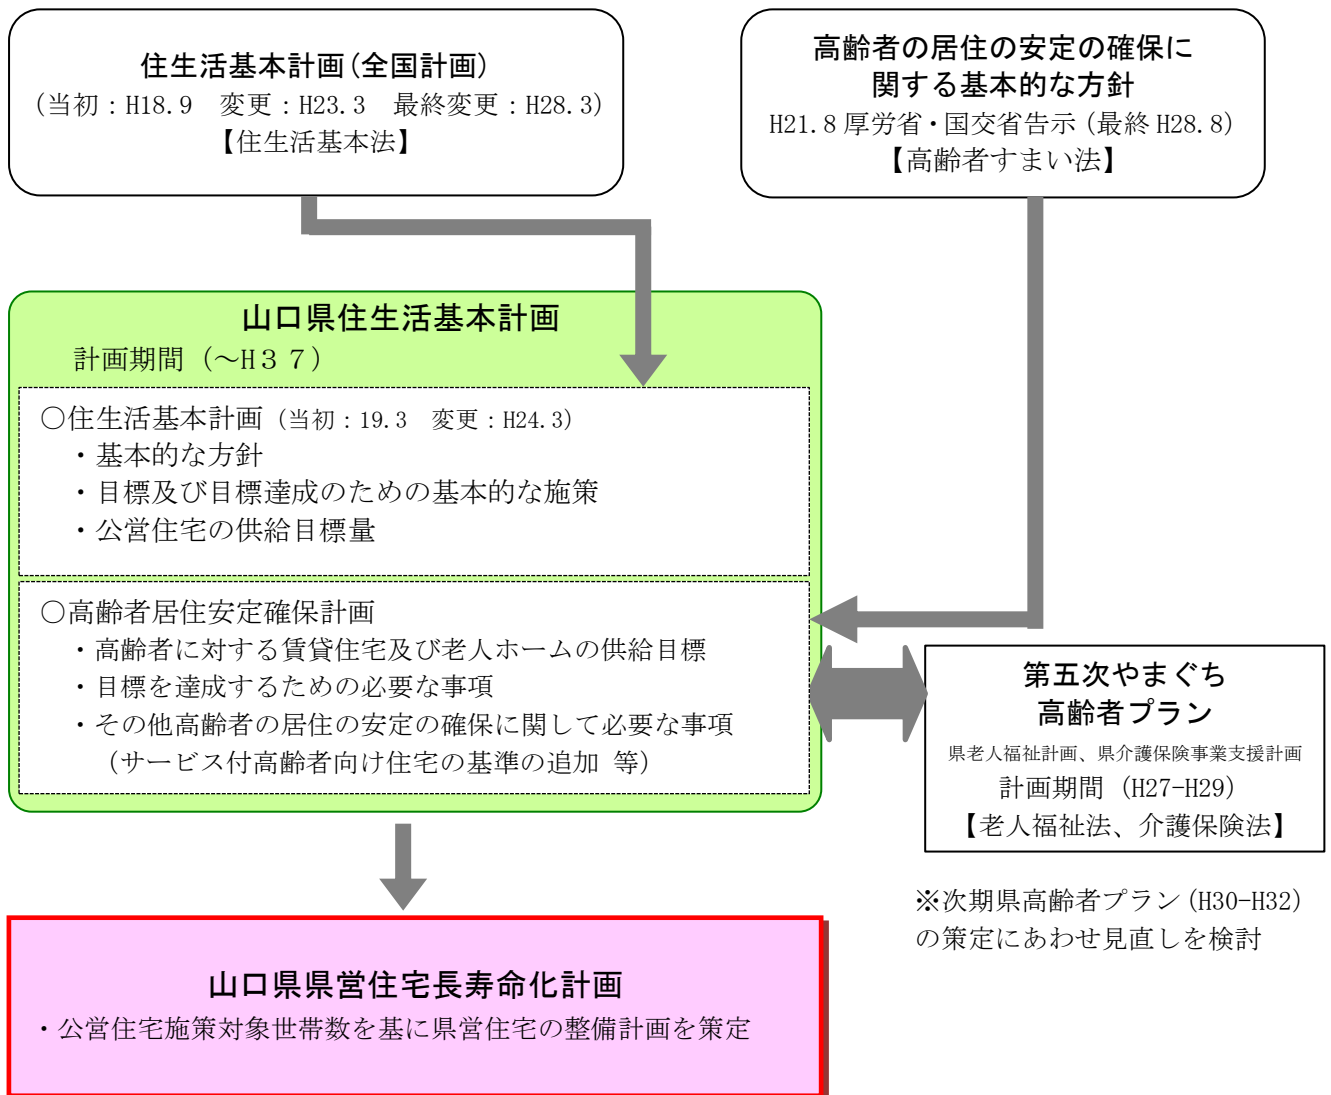 住生活基本計画(全国計画)
(当初：H18.9　変更：H23.3　最終変更：H28.3)
【住生活基本法】
高齢者の居住の安定の確保に
関する基本的な方針
H21.8 厚労省・国交省告示(最終 H28.8)
【高齢者すまい法】
山口県住生活基本計画
計画期間（～H３７）
○住生活基本計画（当初：19.3　変更：H24.3）
・基本的な方針
・目標及び目標達成のための基本的な施策
・公営住宅の供給目標量
○高齢者居住安定確保計画
・高齢者に対する賃貸住宅及び老人ホームの供給目標
・目標を達成するための必要な事項
・その他高齢者の居住の安定の確保に関して必要な事項
（サービス付高齢者向け住宅の基準の追加 等）
第五次やまぐち
高齢者プラン
県老人福祉計画、県介護保険事業支援計画
計画期間（H27-H29）
【老人福祉法、介護保険法】
※次期県高齢者プラン(H30-H32)
の策定にあわせ見直しを検討
山口県県営住宅長寿命化計画
・公営住宅施策対象世帯数を基に県営住宅の整備計画を策定